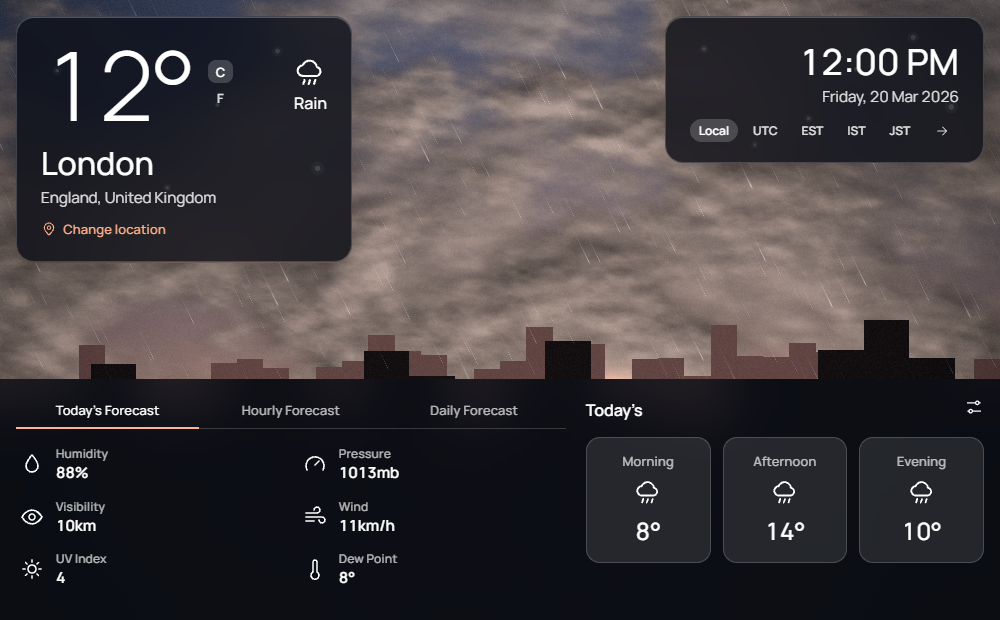 12°
C
F
Rain
London
England, United Kingdom
Change location
12:00 PM
Friday, 20 Mar 2026
Local UTC EST IST JST →
Today's Forecast Hourly Forecast Daily Forecast
Humidity
88%
Pressure
1013mb
Visibility
10km
Wind
11km/h
UV Index
4
Dew Point
8°
Today's
Morning Afternoon Evening
8° 14° 10°